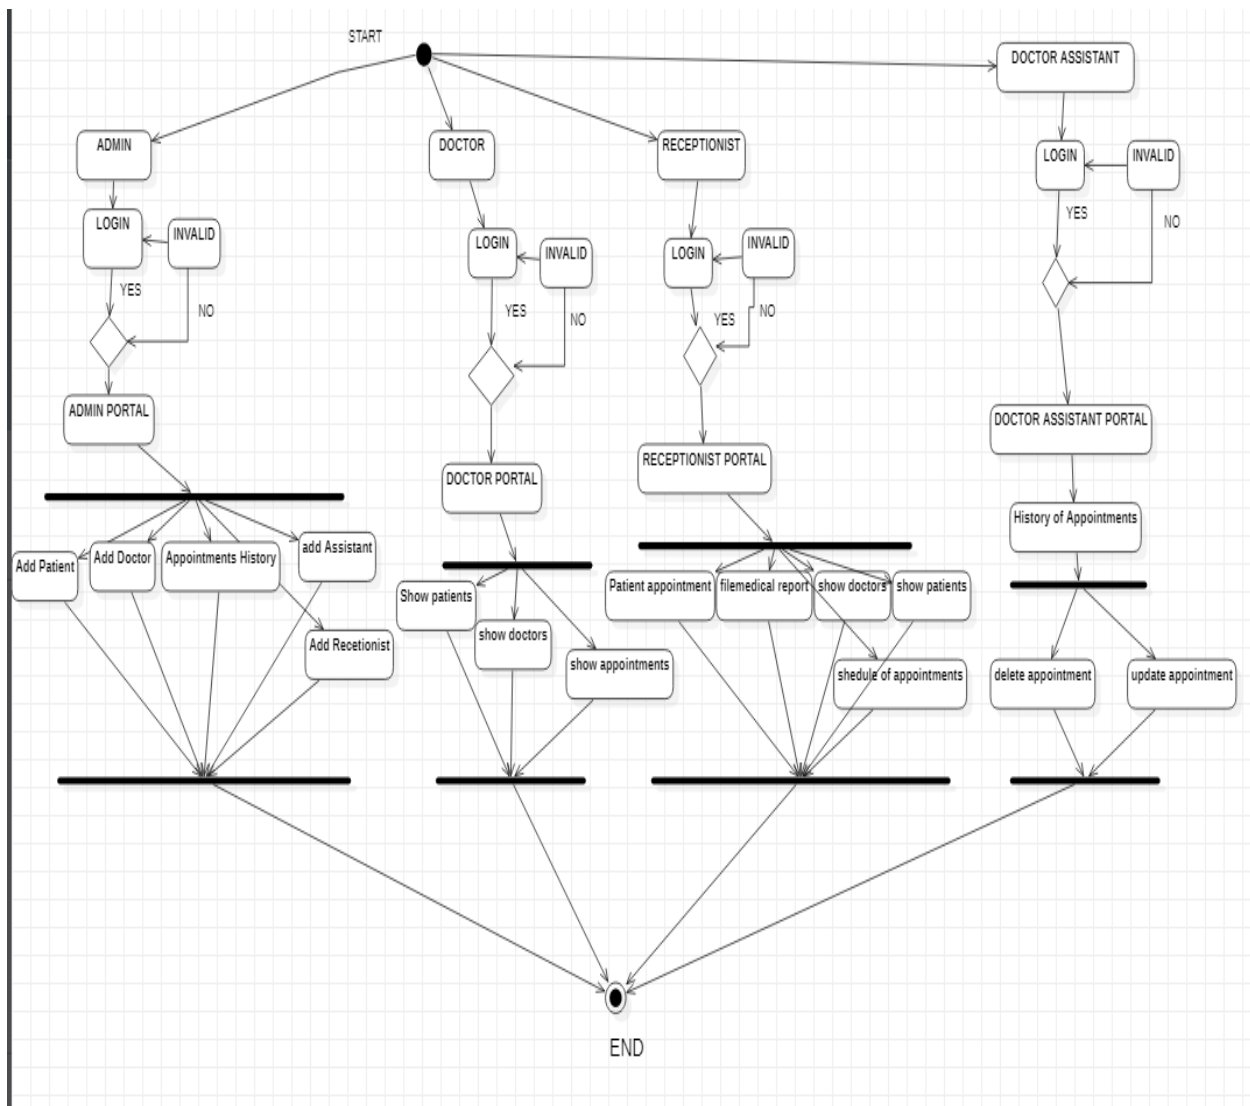 START
DOCTOR ASSISTANT
ADMIN
DOCTOR
RECEPTIONIST
LOGIN
INVALID
YES
NO
LOGIN
INVALID
YES
NO
LOGIN
INVALID
YES
NO
LOGIN
INVALID
YES
NO
ADMIN PORTAL
DOCTOR PORTAL
RECEPTIONIST PORTAL
DOCTOR ASSISTANT PORTAL
History of Appointments
Add Patient
Add Doctor
Appointments History
add Assistant
Add Recetionist
Show patients
show doctors
show appointments
Patient appointment
filemedical report
show doctors
show patients
shedule of appointments
delete appointment
update appointment
END